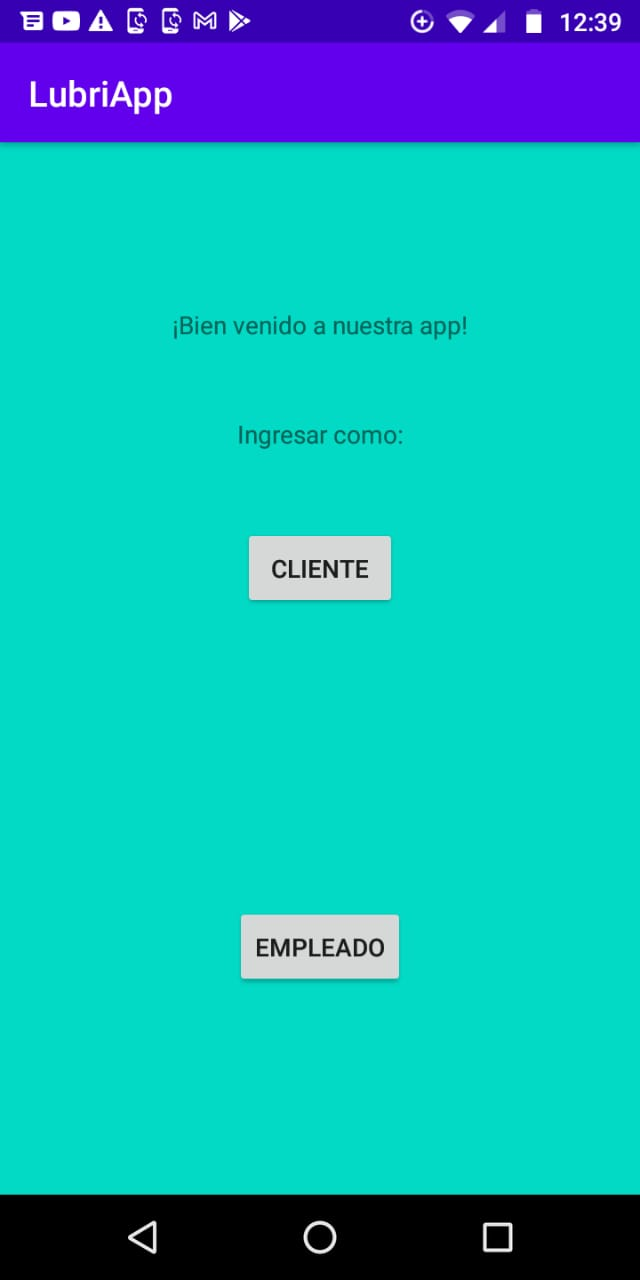 12:39
LubriApp
¡Bien venido a nuestra app!
Ingresar como:
CLIENTE
EMPLEADO